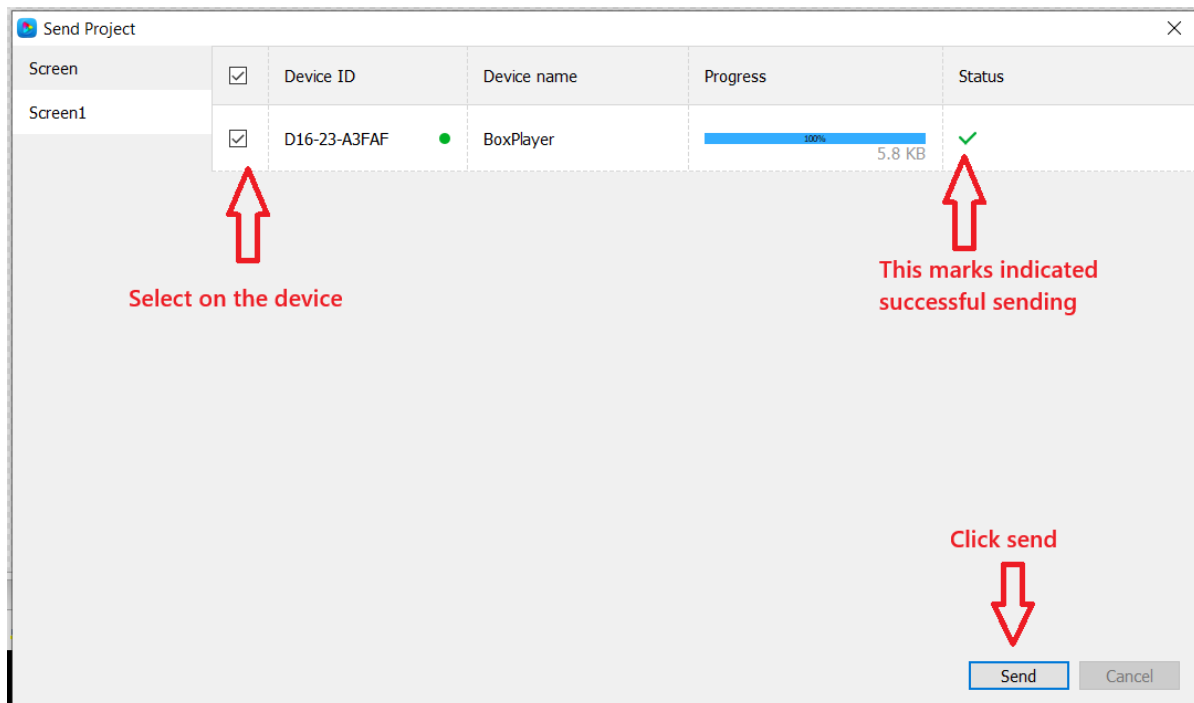 Send Project
Screen
Device ID
Device name
Progress
Status
Screen1
D16-23-A3FAF
BoxPlayer
100%
5.8 KB
This marks indicated
successful sending
Select on the device
Click send
Send
Cancel